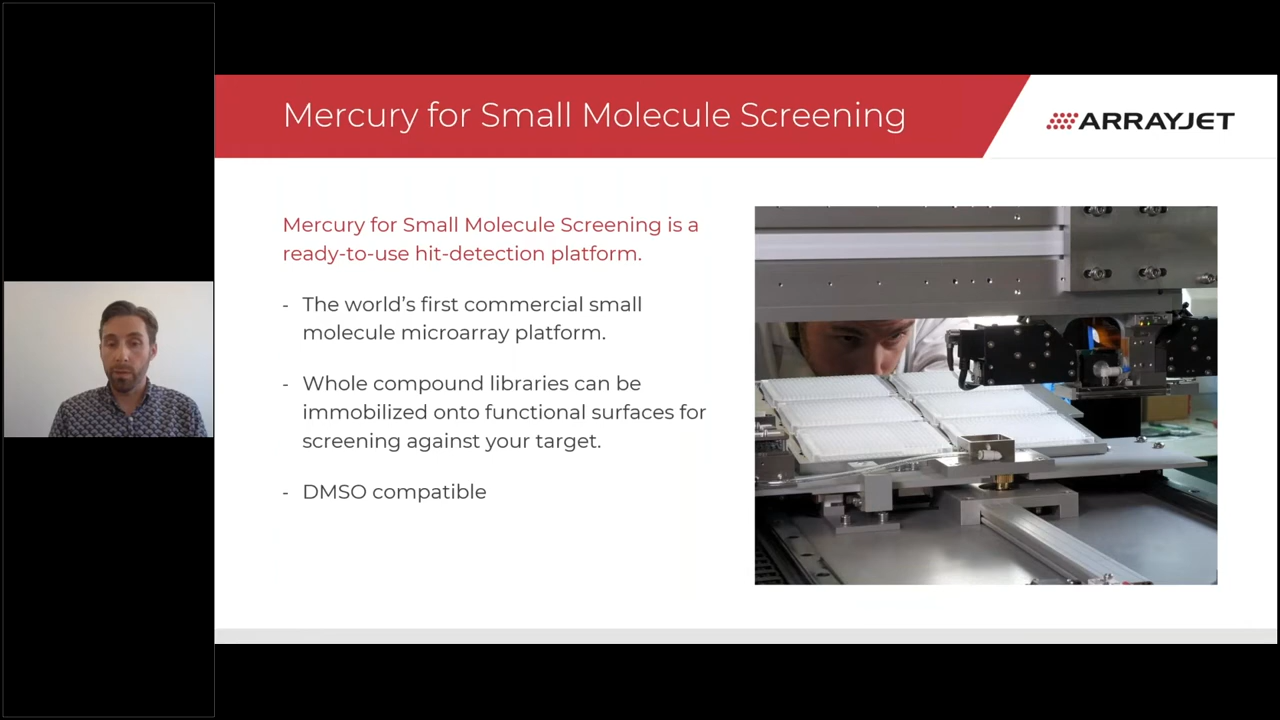 Mercury for Small Molecule Screening
ARRAYJET
Mercury for Small Molecule Screening is a
ready-to-use hit-detection platform.
- The world’s first commercial small
molecule microarray platform.
- Whole compound libraries can be
immobilized onto functional surfaces for
screening against your target.
- DMSO compatible